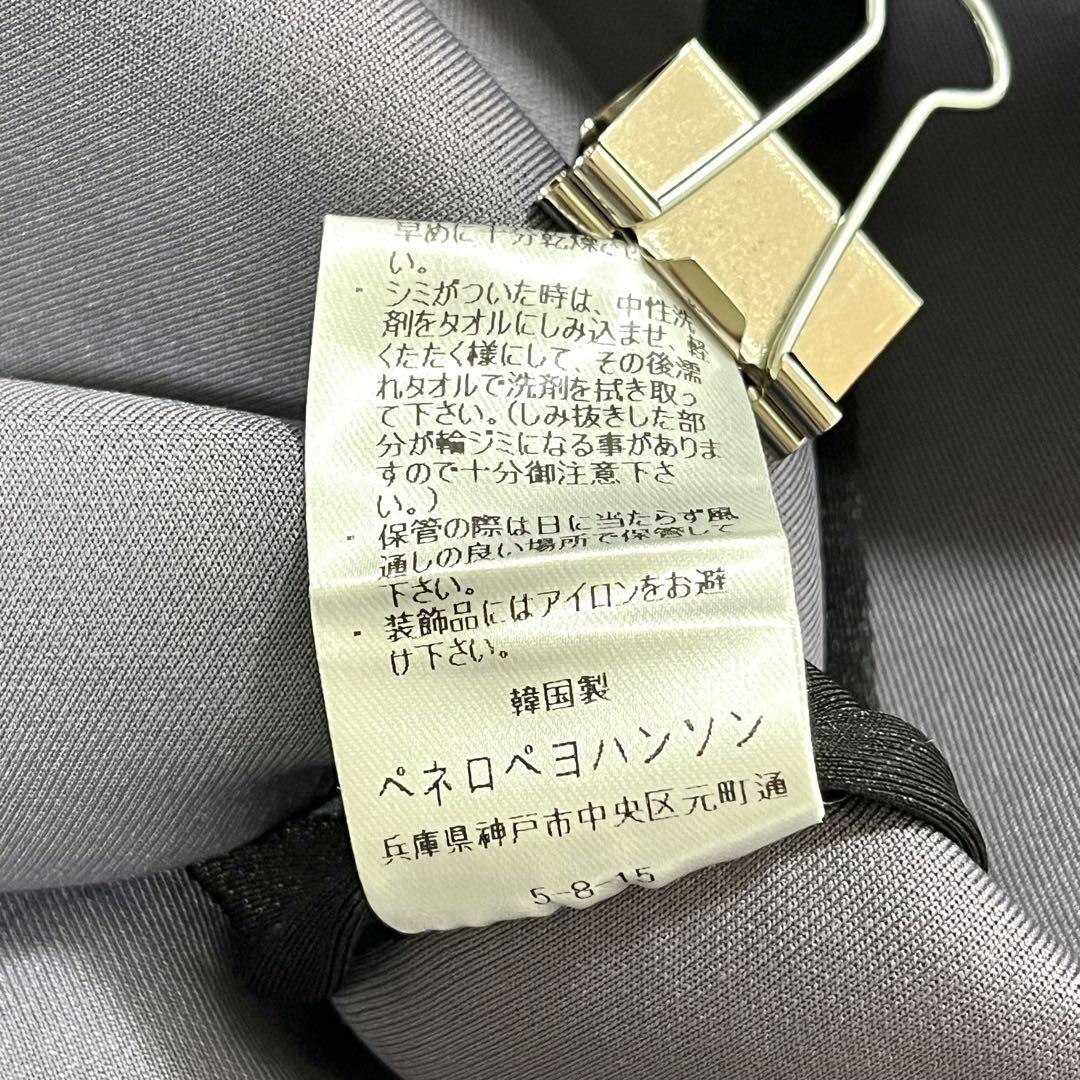 早めに十分乾燥
い。
・シミがついた時は、中性洗
剤をタオルにしみ込ませ、軽
くたたく様にして、その後濡
れタオルで洗剤を拭き取っ
て下さい。(しみ抜きした部
分が輪ジミになる事がありま
すので十分御注意下さ
い。)
・保管の際は日に当たらず風
通しの良い場所で保管して
下さい。
・装飾品にはアイロンをお避
け下さい。
韓国製
ペネロペヨハンソン
兵庫県神戸市中央区元町通
5-8-15